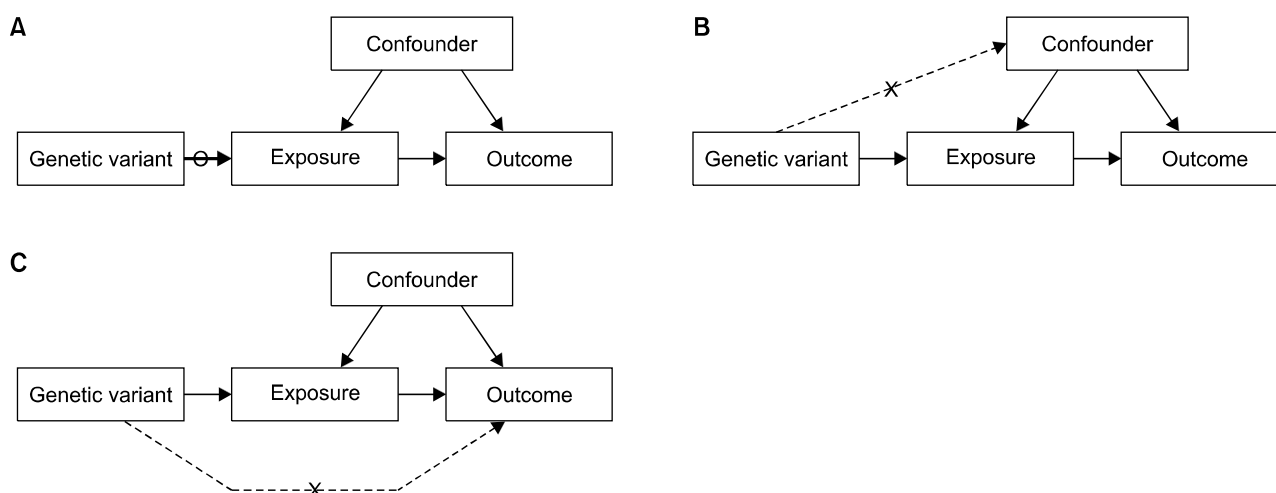 A
Confounder
Genetic variant
Exposure
Outcome
B
Confounder
X
Genetic variant
Exposure
Outcome
C
Confounder
Genetic variant
Exposure
Outcome
X